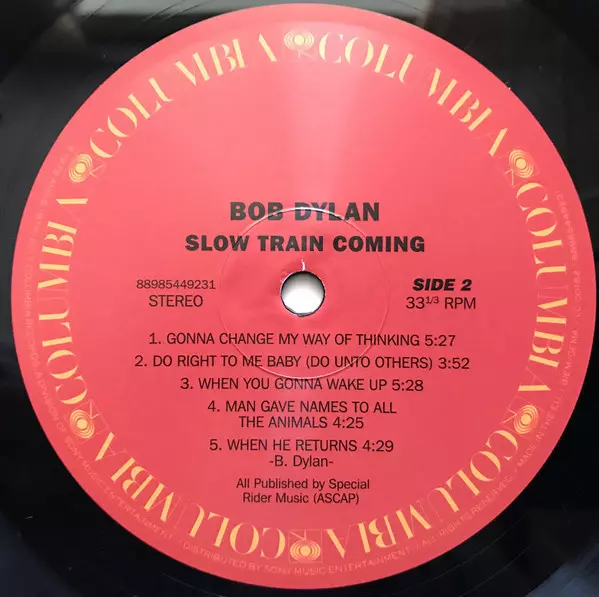 COLUMBIA COLUMBIA COLUMBIA COLUMBIA COLUMBIA COLUMBIA
BOB DYLAN
SLOW TRAIN COMING
88985449231
STEREO
SIDE 2
33 1/3 RPM
1. GONNA CHANGE MY WAY OF THINKING 5:27
2. DO RIGHT TO ME BABY (DO UNTO OTHERS) 3:52
3. WHEN YOU GONNA WAKE UP 5:28
4. MAN GAVE NAMES TO ALL
THE ANIMALS 4:25
5. WHEN HE RETURNS 4:29
-B. Dylan-
All Published by Special
Rider Music (ASCAP)
DISTRIBUTED BY SONY MUSIC ENTERTAINMENT
MADE IN THE E.U.